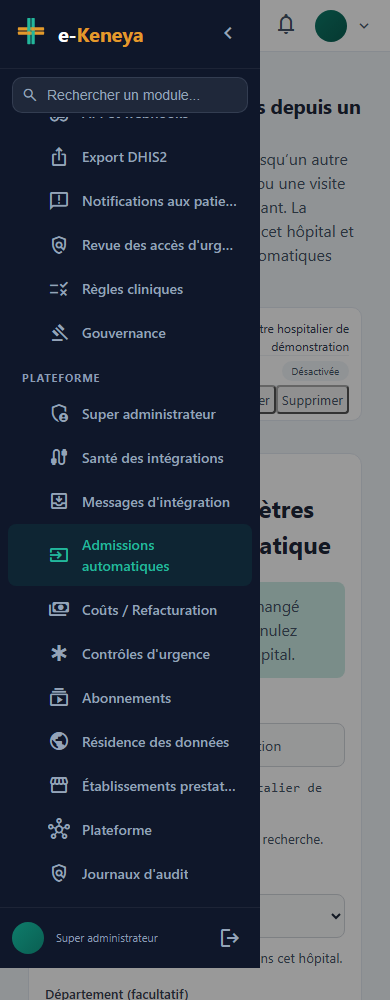 e-Keneya
Rechercher un module...
s depuis un
Export DHIS2
squ'un autre
ou une visite
Notifications aux patie...
ant. La
cet hôpital et
Revue des accès d'urg...
omatiques
Règles cliniques
Gouvernance
tre hospitalier de
démonstration
Désactivée
PLATEFORME
er
Supprimer
Super administrateur
Santé des intégrations
Messages d'intégration
ètres
atique
Admissions
automatiques
Coûts / Refacturation
hangé
nulez
Contrôles d'urgence
pital.
Abonnements
Résidence des données
tion
Établissements prestat...
talier de
Plateforme
recherche.
Journaux d'audit
Super administrateur
ns cet hôpital.
Département (facultatif)